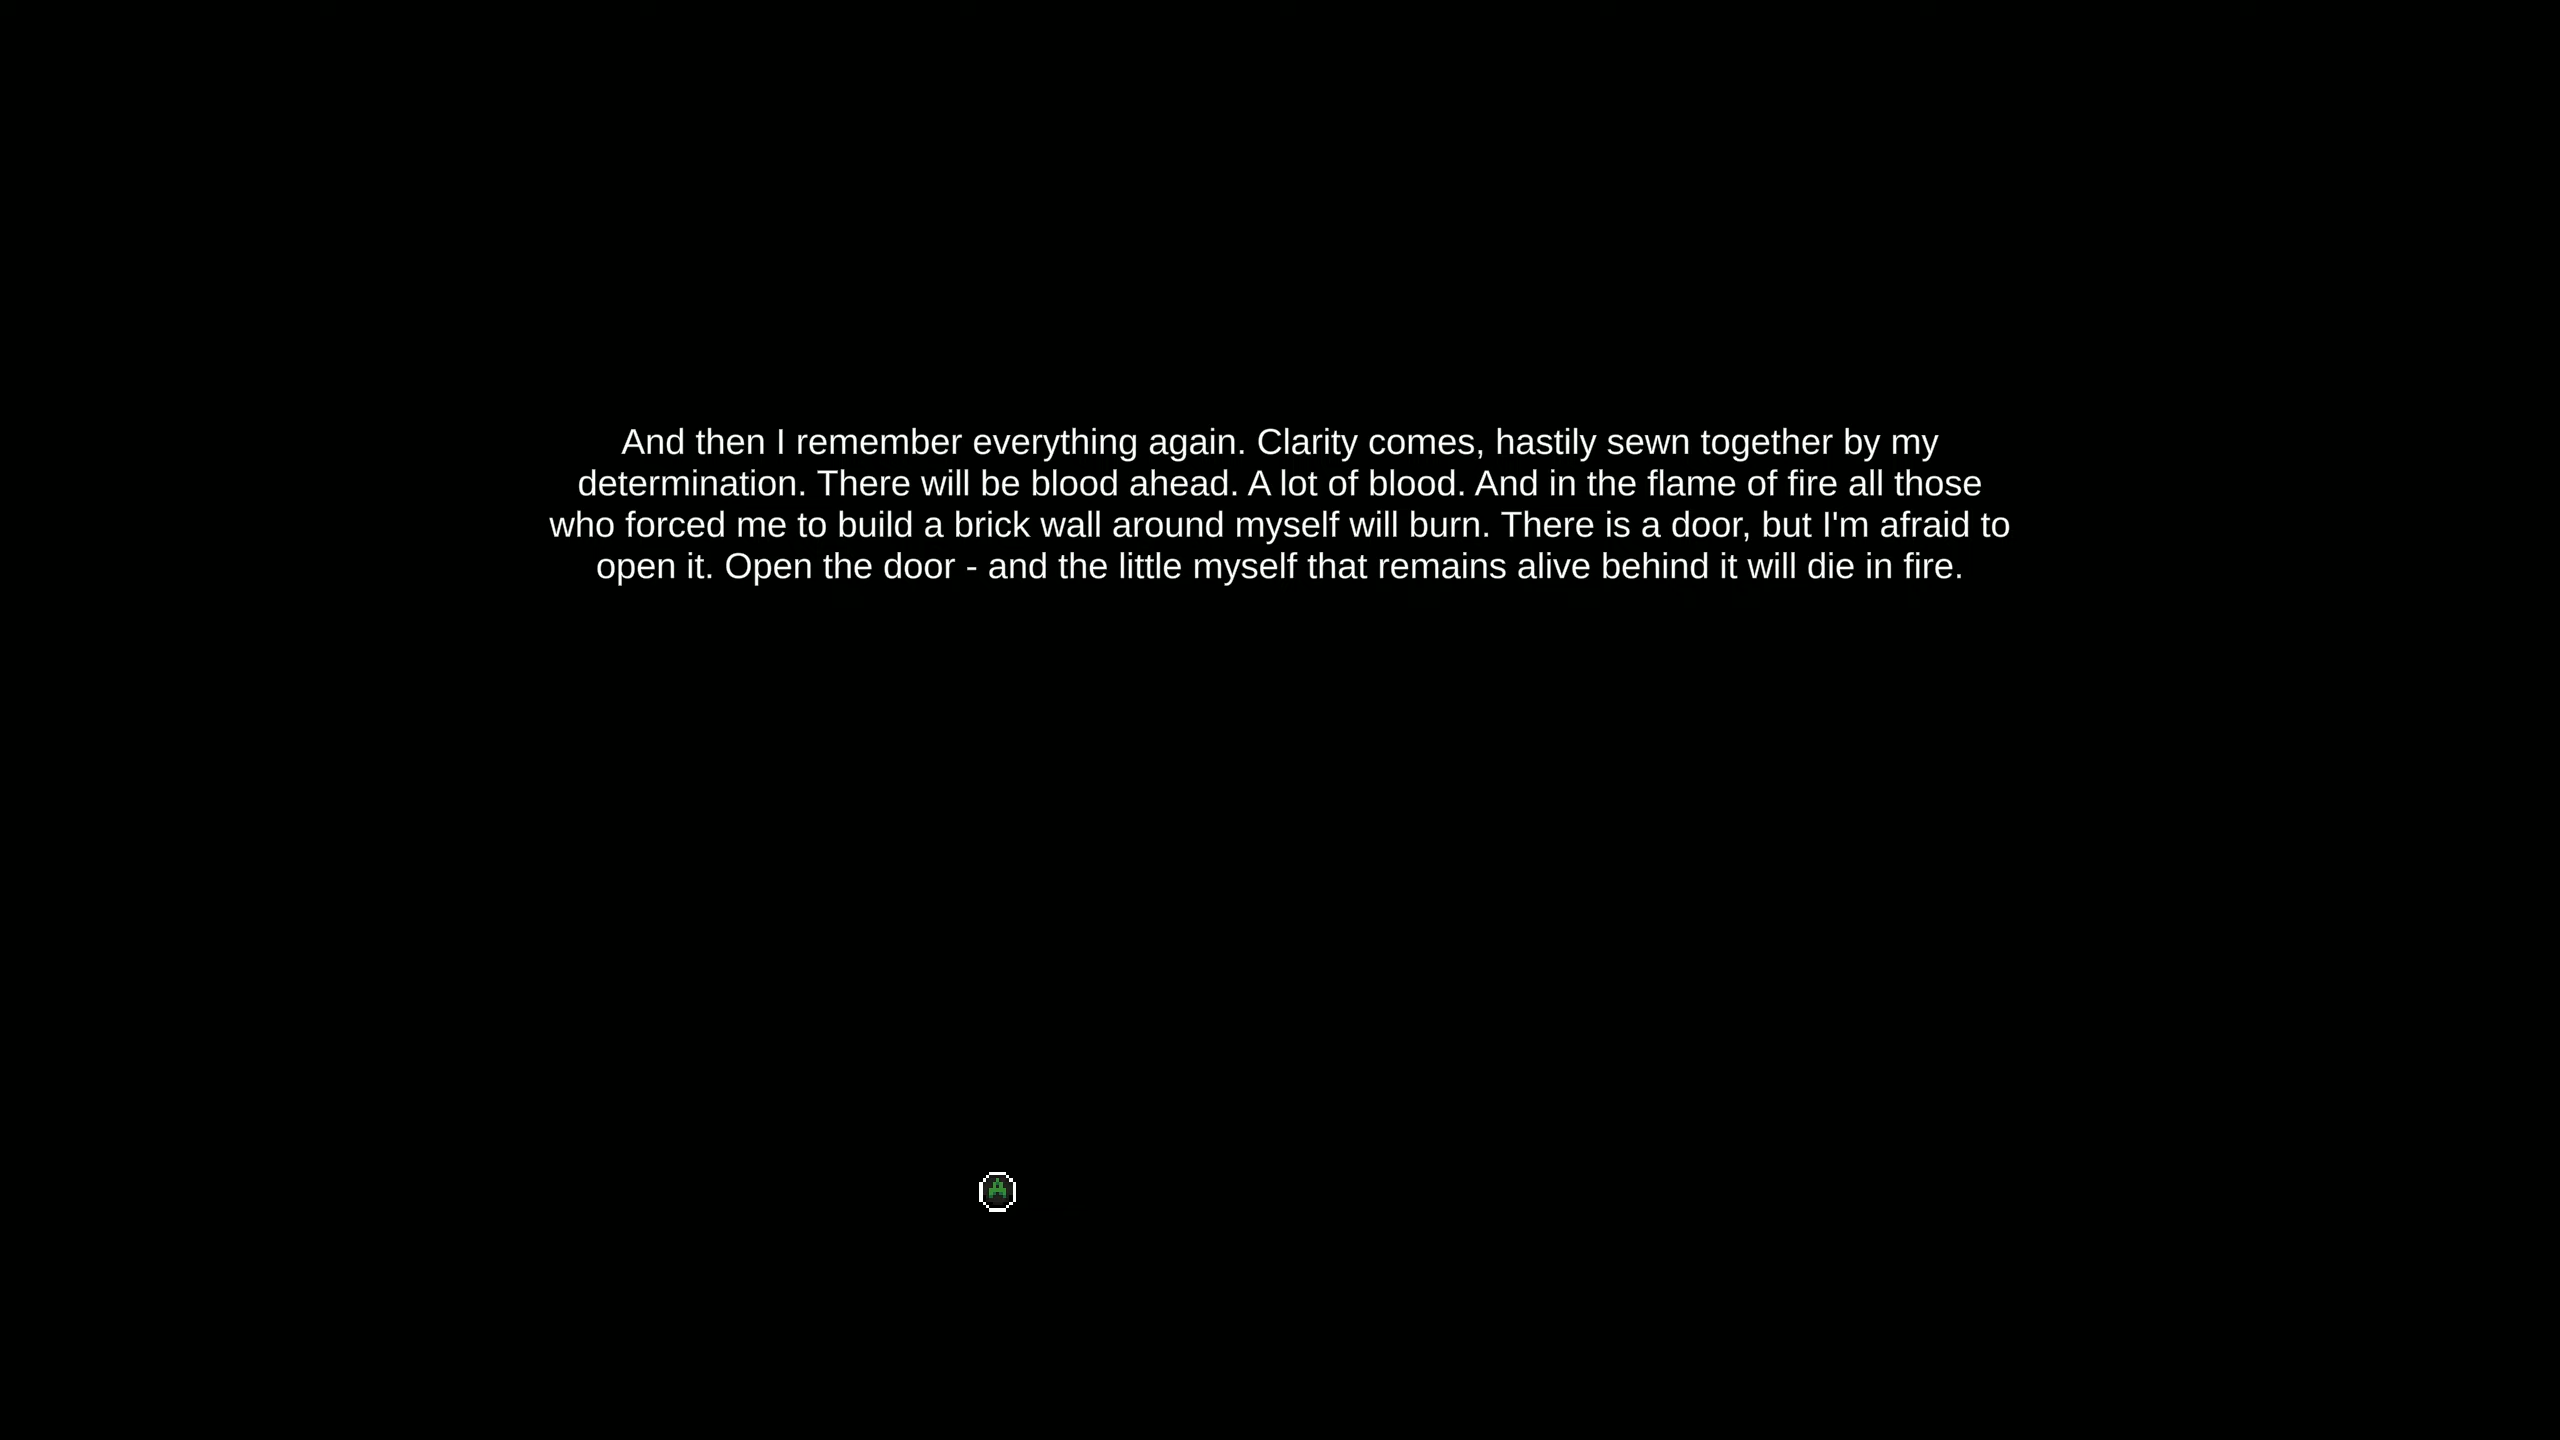 And then I remember everything again. Clarity comes, hastily sewn together by my
determination. There will be blood ahead. A lot of blood. And in the flame of fire all those
who forced me to build a brick wall around myself will burn. There is a door, but I'm afraid to
open it. Open the door - and the little myself that remains alive behind it will die in fire.
A